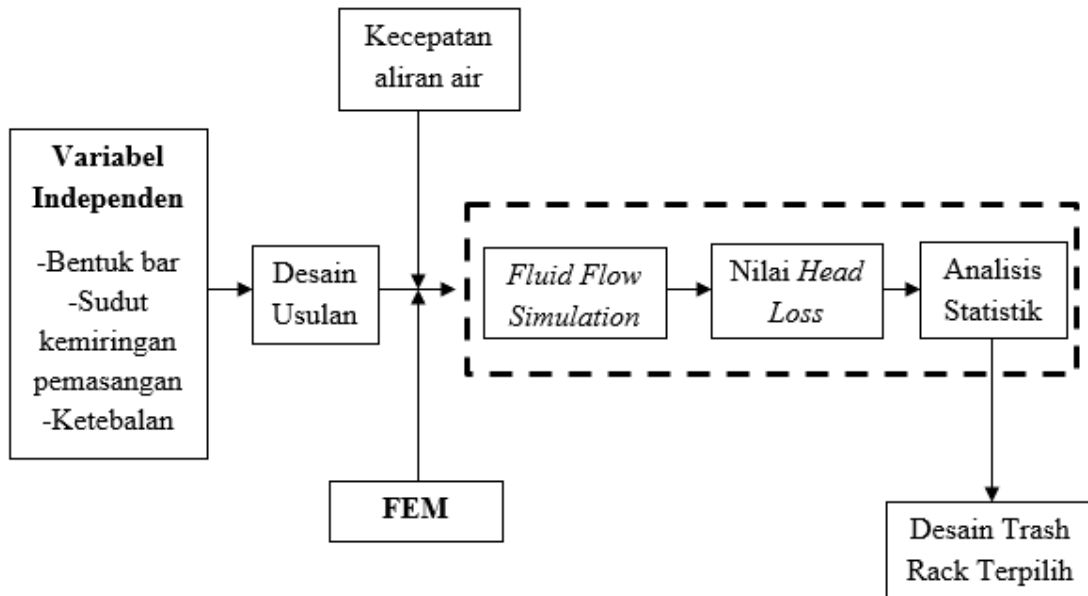 Kecepatan
aliran air
Variabel
Independen
-Bentuk bar
-Sudut
kemiringan
pemasangan
-Ketebalan
Desain
Usulan
FEM
Fluid Flow
Simulation
Nilai Head
Loss
Analisis
Statistik
Desain Trash
Rack Terpilih